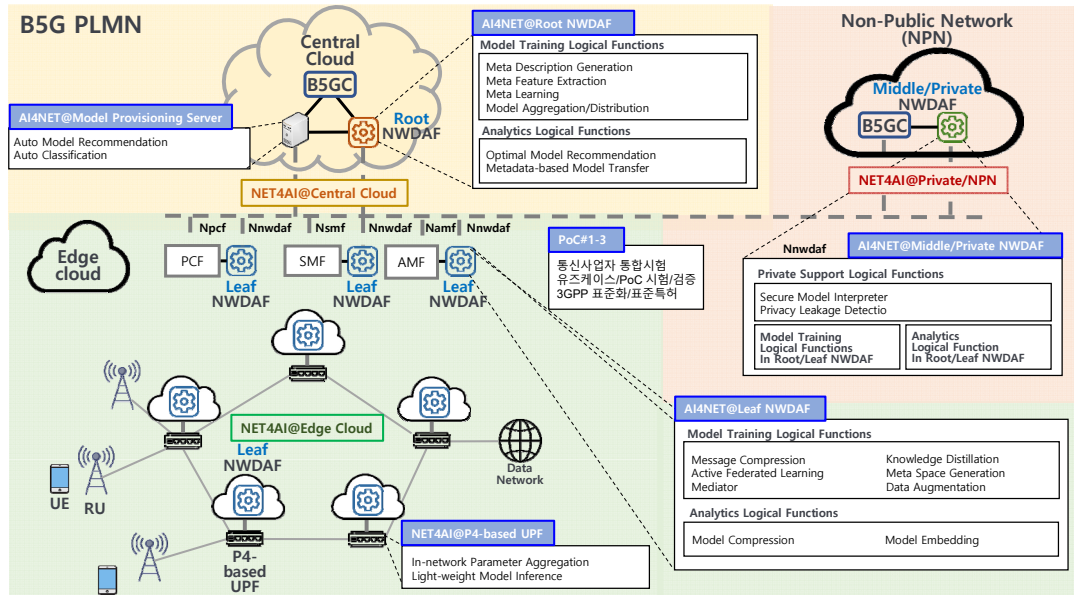 B5G PLMN
Central
Cloud
B5GC
Root
NWDAF
AI4NET@Root NWDAF
Model Training Logical Functions
Meta Description Generation
Meta Feature Extraction
Meta Learning
Model Aggregation/Distribution
Analytics Logical Functions
Optimal Model Recommendation
Metadata-based Model Transfer
AI4NET@Model Provisioning Server
Auto Model Recommendation
Auto Classification
NET4AI@Central Cloud
Non-Public Network
(NPN)
Middle/Private
NWDAF
B5GC
NET4AI@Private/NPN
Npcf
Nnwdaf
Nsmf
Nnwdaf
Namf
Nnwdaf
Nnwdaf
Edge
cloud
PCF
Leaf
NWDAF
SMF
Leaf
NWDAF
AMF
Leaf
NWDAF
PoC#1-3
통신사업자 통합시험
유즈케이스/PoC 시험/검증
3GPP 표준화/표준특허
AI4NET@Middle/Private NWDAF
Private Support Logical Functions
Secure Model Interpreter
Privacy Leakage Detectio
Model Training
Logical Functions
In Root/Leaf NWDAF
Analytics
Logical Function
In Root/Leaf NWDAF
NET4AI@Edge Cloud
Leaf
NWDAF
Data
Network
UE
RU
P4-
based
UPF
NET4AI@P4-based UPF
In-network Parameter Aggregation
Light-weight Model Inference
AI4NET@Leaf NWDAF
Model Training Logical Functions
Message Compression
Active Federated Learning
Mediator
Knowledge Distillation
Meta Space Generation
Data Augmentation
Analytics Logical Functions
Model Compression
Model Embedding